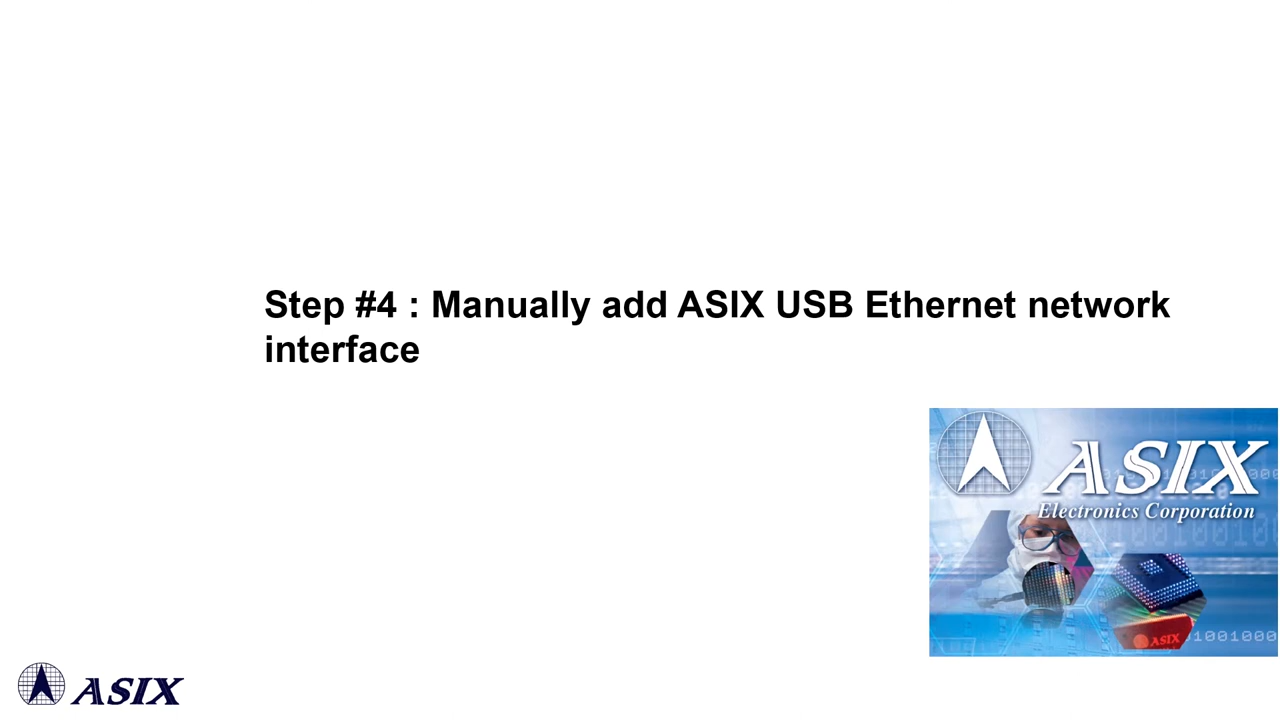 Step #4 : Manually add ASIX USB Ethernet network
interface
ASIX
Electronics Corporation
ASIX
1001000
ASIX